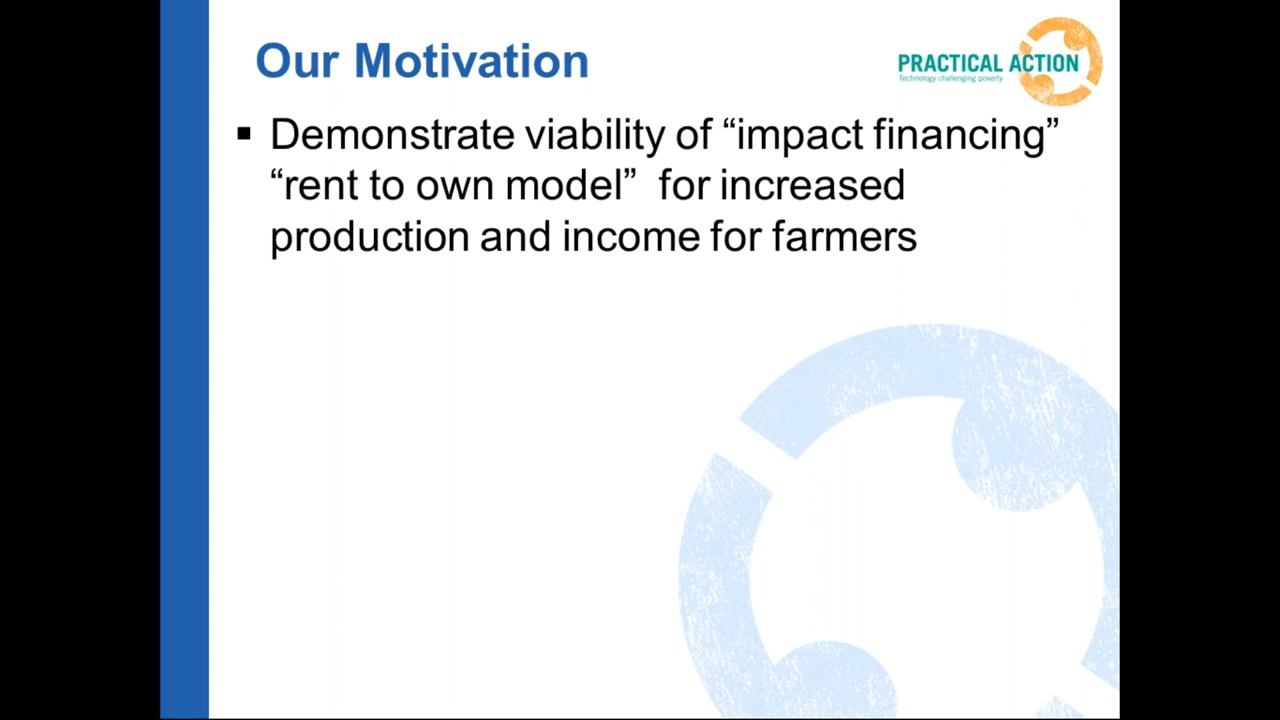 Our Motivation
PRACTICAL ACTION
Technology challenging poverty
▪ Demonstrate viability of “impact financing”
“rent to own model”  for increased
production and income for farmers